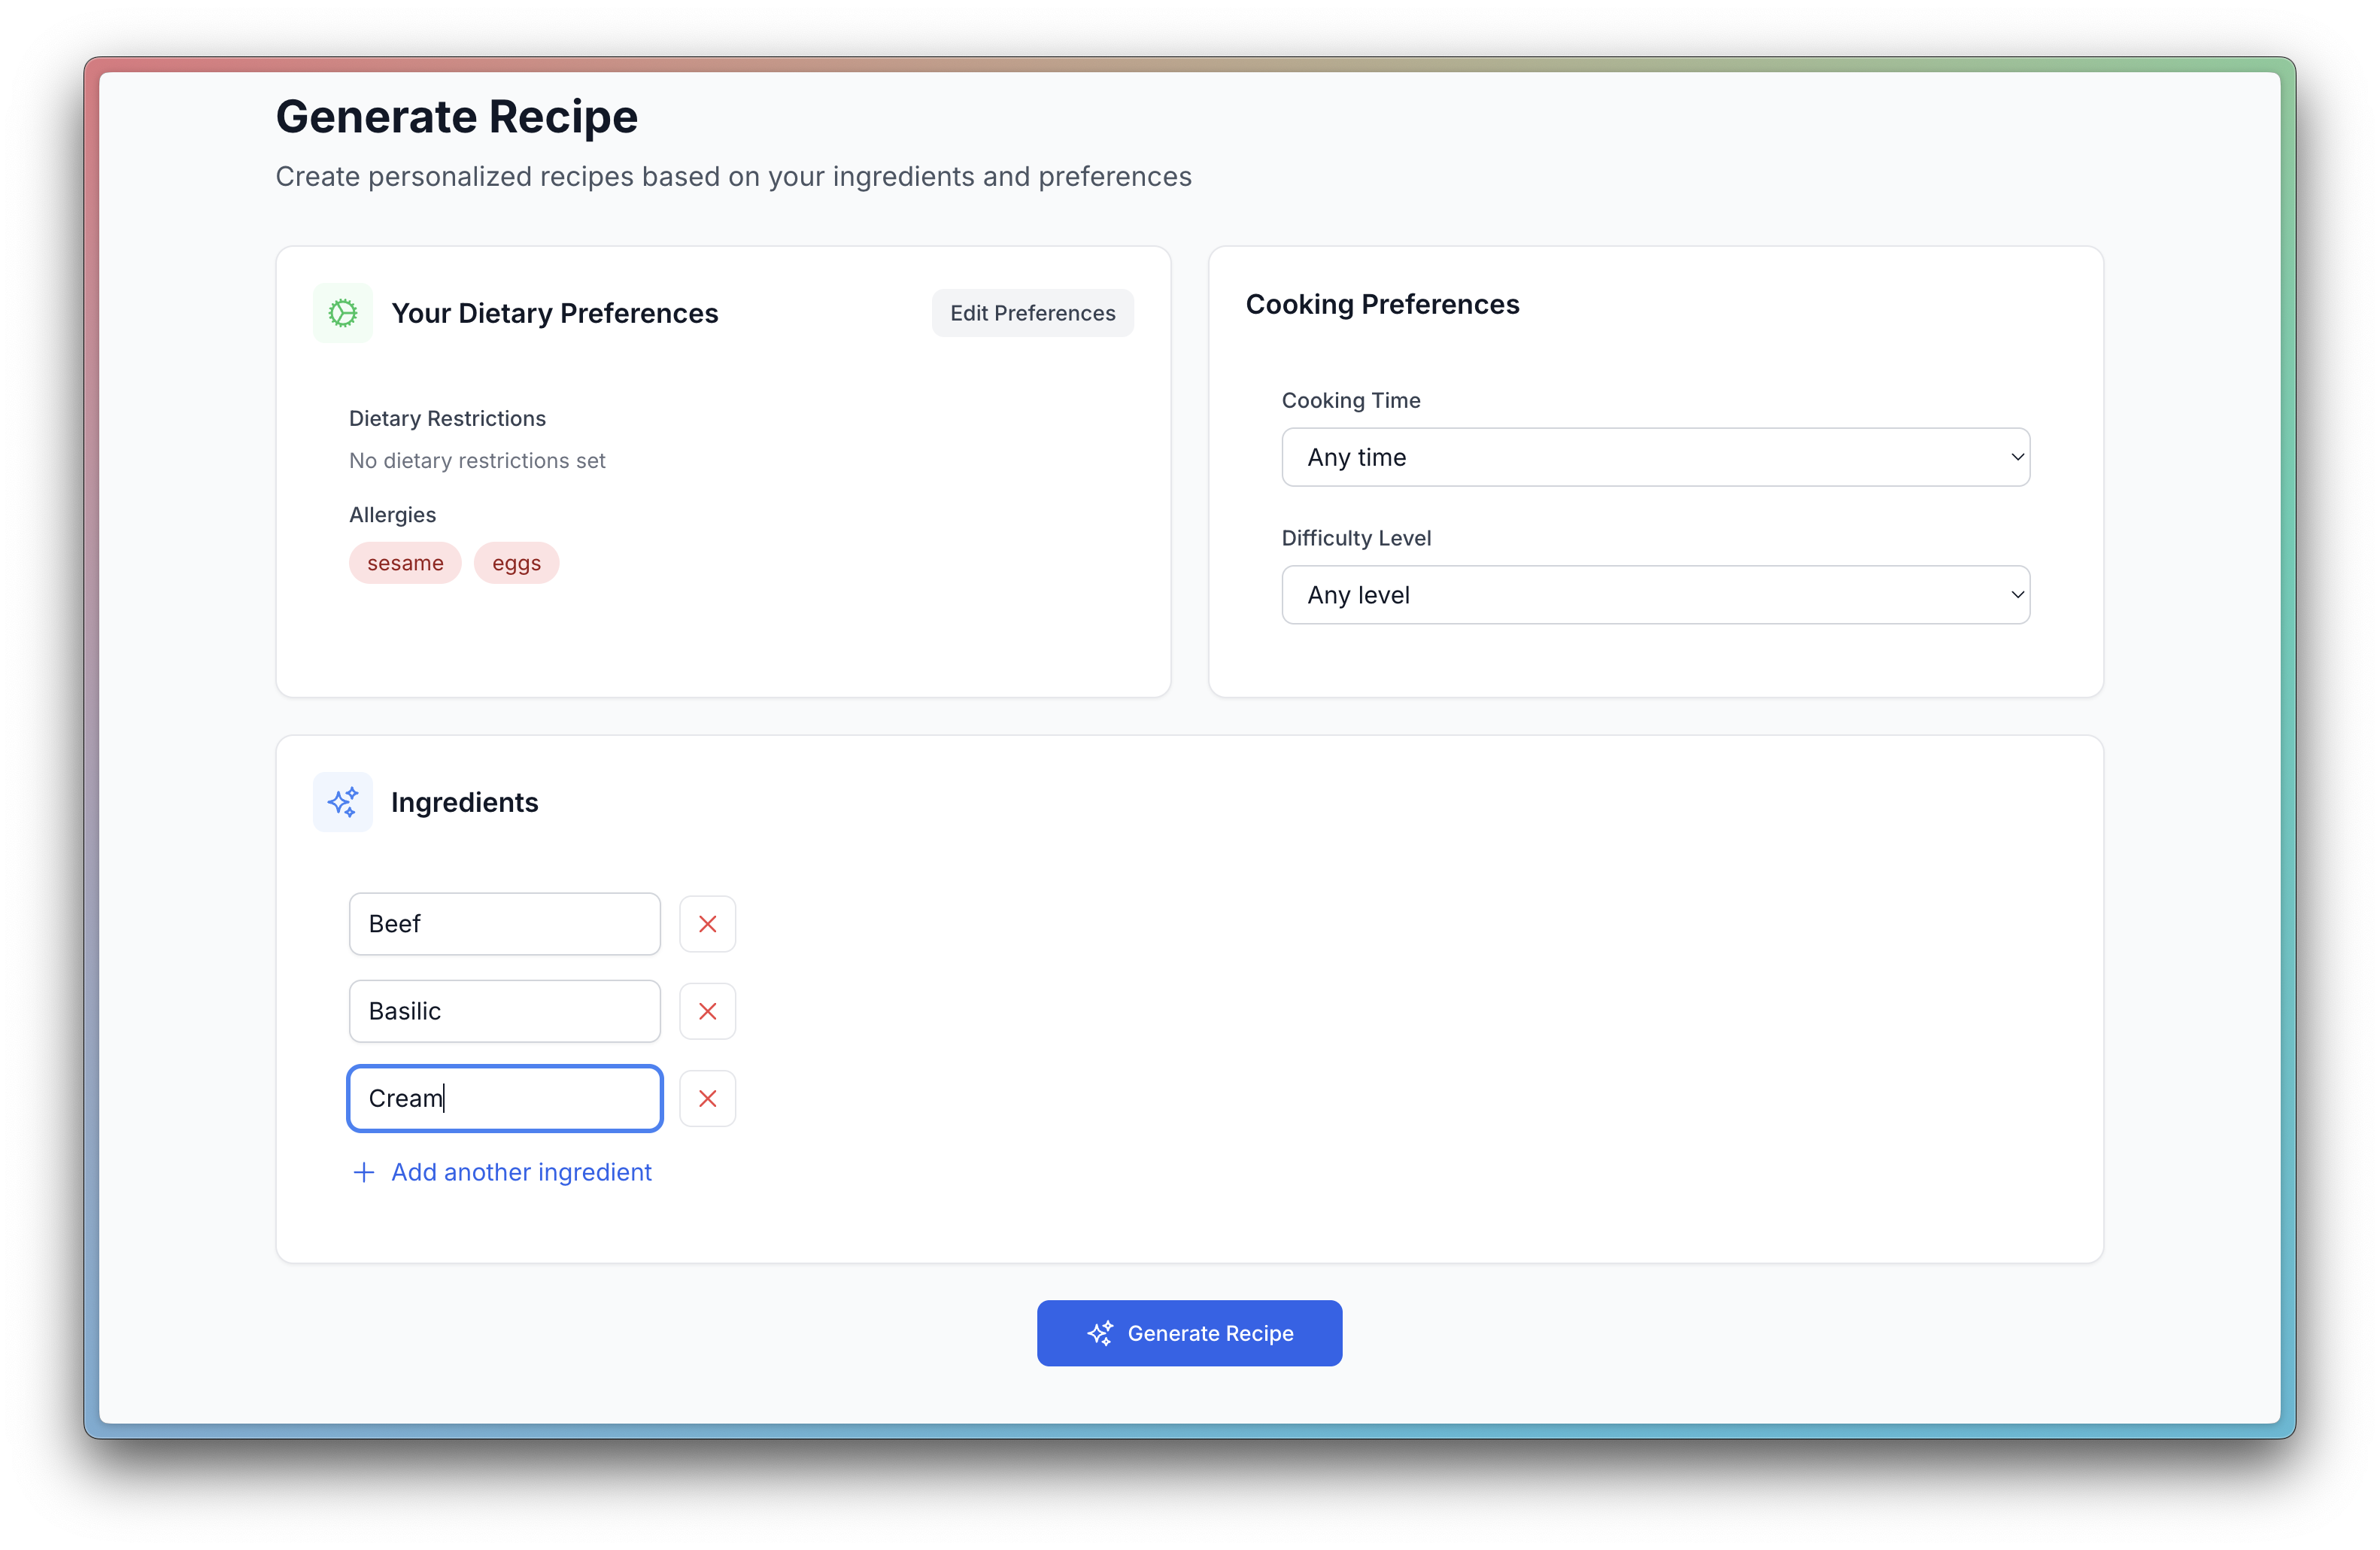 Generate Recipe
Create personalized recipes based on your ingredients and preferences
Your Dietary Preferences
Edit Preferences
Dietary Restrictions
No dietary restrictions set
Allergies
sesame
eggs
Cooking Preferences
Cooking Time
Any time
Difficulty Level
Any level
Ingredients
Beef
Basilic
Cream
Add another ingredient
Generate Recipe